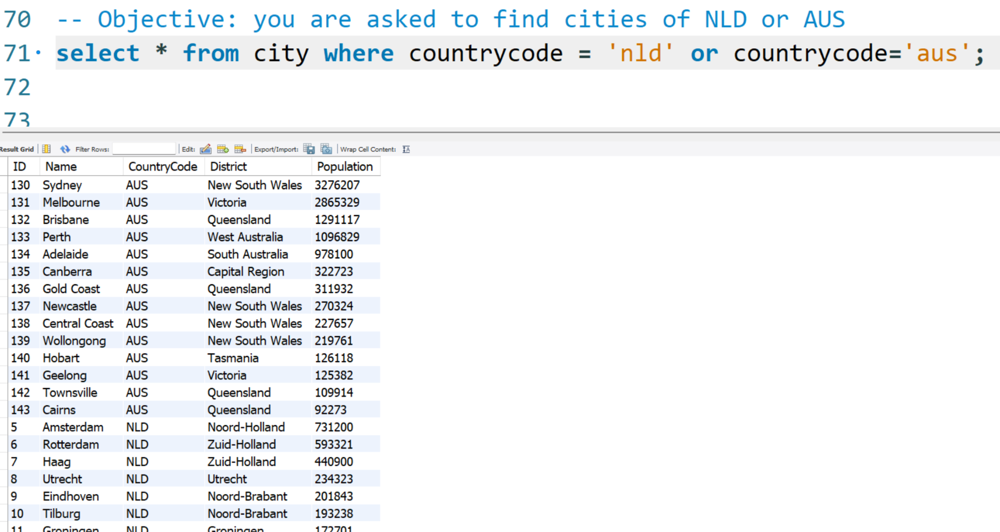 70 -- Objective: you are asked to find cities of NLD or AUS
71 select * from city where countrycode = 'nld' or countrycode='aus';
72
73
Result Grid Filter Rows: Edit: Export/Import: Wrap Cell Content:
ID Name CountryCode District Population
130 Sydney AUS New South Wales 3276207
131 Melbourne AUS Victoria 2865329
132 Brisbane AUS Queensland 1291117
133 Perth AUS West Australia 1096829
134 Adelaide AUS South Australia 978100
135 Canberra AUS Capital Region 322723
136 Gold Coast AUS Queensland 311932
137 Newcastle AUS New South Wales 270324
138 Central Coast AUS New South Wales 227657
139 Wollongong AUS New South Wales 219761
140 Hobart AUS Tasmania 126118
141 Geelong AUS Victoria 125382
142 Townsville AUS Queensland 109914
143 Cairns AUS Queensland 92273
5 Amsterdam NLD Noord-Holland 731200
6 Rotterdam NLD Zuid-Holland 593321
7 Haag NLD Zuid-Holland 440900
8 Utrecht NLD Utrecht 234323
9 Eindhoven NLD Noord-Brabant 201843
10 Tilburg NLD Noord-Brabant 193238
11 Groningen NLD Groningen 172701